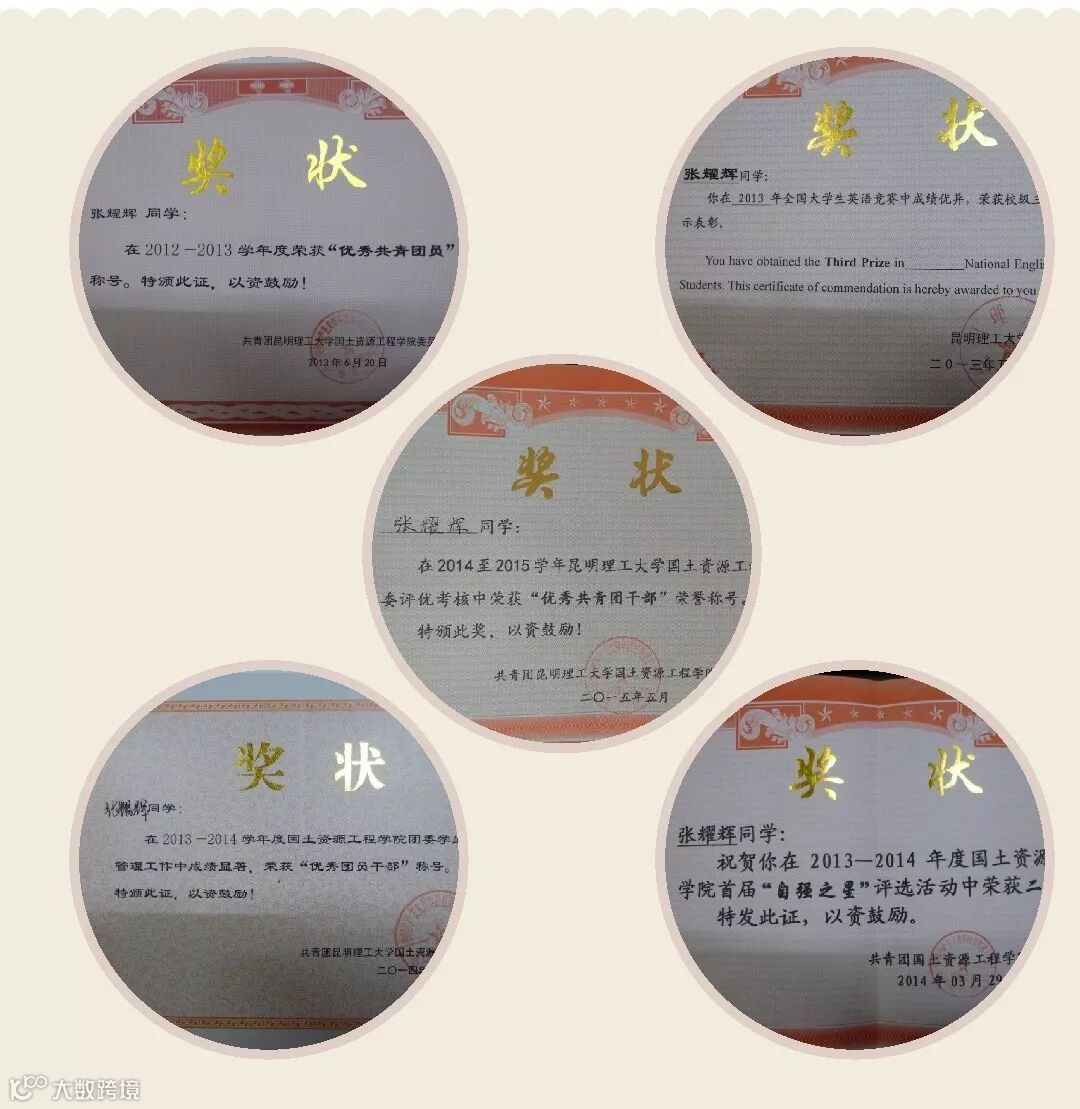 奖 状
张耀辉 同学：
在 2012－2013 学年度荣获“优秀共青团员”
称号。特颁此证，以资鼓励！
共青团昆明理工大学国土资源工程学院委员
2013 年 6 月 20 日
奖 状
张耀辉同学：
你在 2013 年全国大学生英语竞赛中成绩优异，荣获校级三
示表彰。
You have obtained the Third Prize in______National Engli
Students. This certificate of commendation is hereby awarded to you
昆明理工大
二〇一三年
奖 状
张耀辉同学：
在2014至2015学年昆明理工大学国土资源工
委评优考核中荣获“优秀共青团干部”荣誉称号。
特颁此奖，以资鼓励！
共青团昆明理工大学国土资源工程学院
二〇一五年五月
奖 状
张耀辉同学：
在 2013－2014 学年度国土资源工程学院团委学
管理工作中成绩显著，荣获“优秀团员干部”称号。
特颁此证，以资鼓励！
共青团昆明理工大学国土资源
二〇一四
奖 状
张耀辉同学：
祝贺你在 2013—2014 年度国土资源
学院首届“自强之星”评选活动中荣获二
特发此证，以资鼓励。
共青团国土资源工程学
2014 年 03 月 29
大数跨境